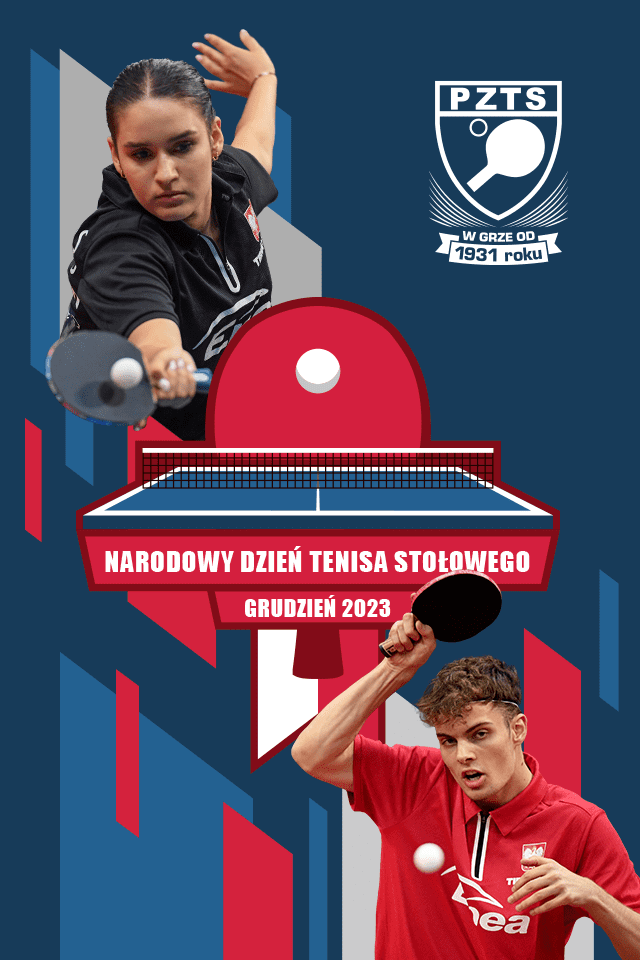 PZTS
W GRZE OD
1931 roku
NARODOWY DZIEŃ TENISA STOŁOWEGO
GRUDZIEŃ 2023